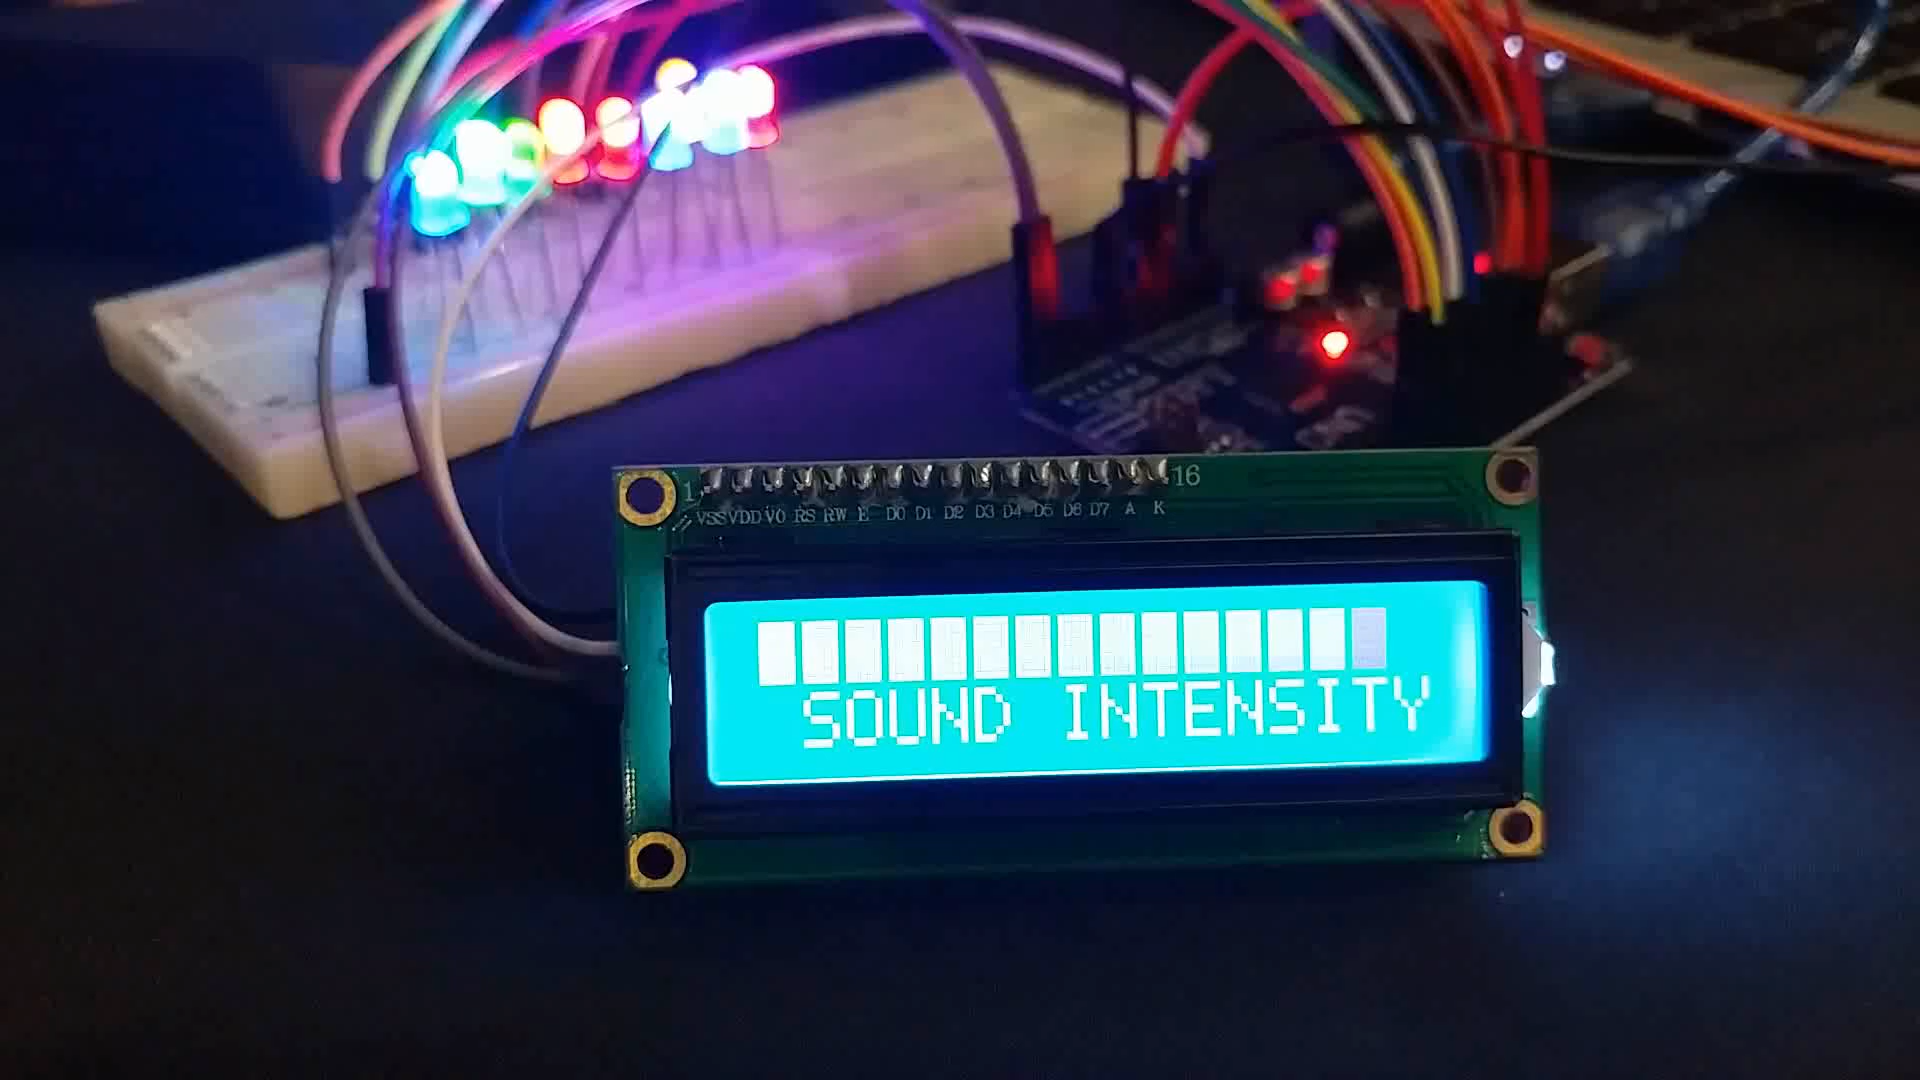 1 16
VSS VDD V0 RS RW E D0 D1 D2 D3 D4 D5 D6 D7 A K
SOUND INTENSITY